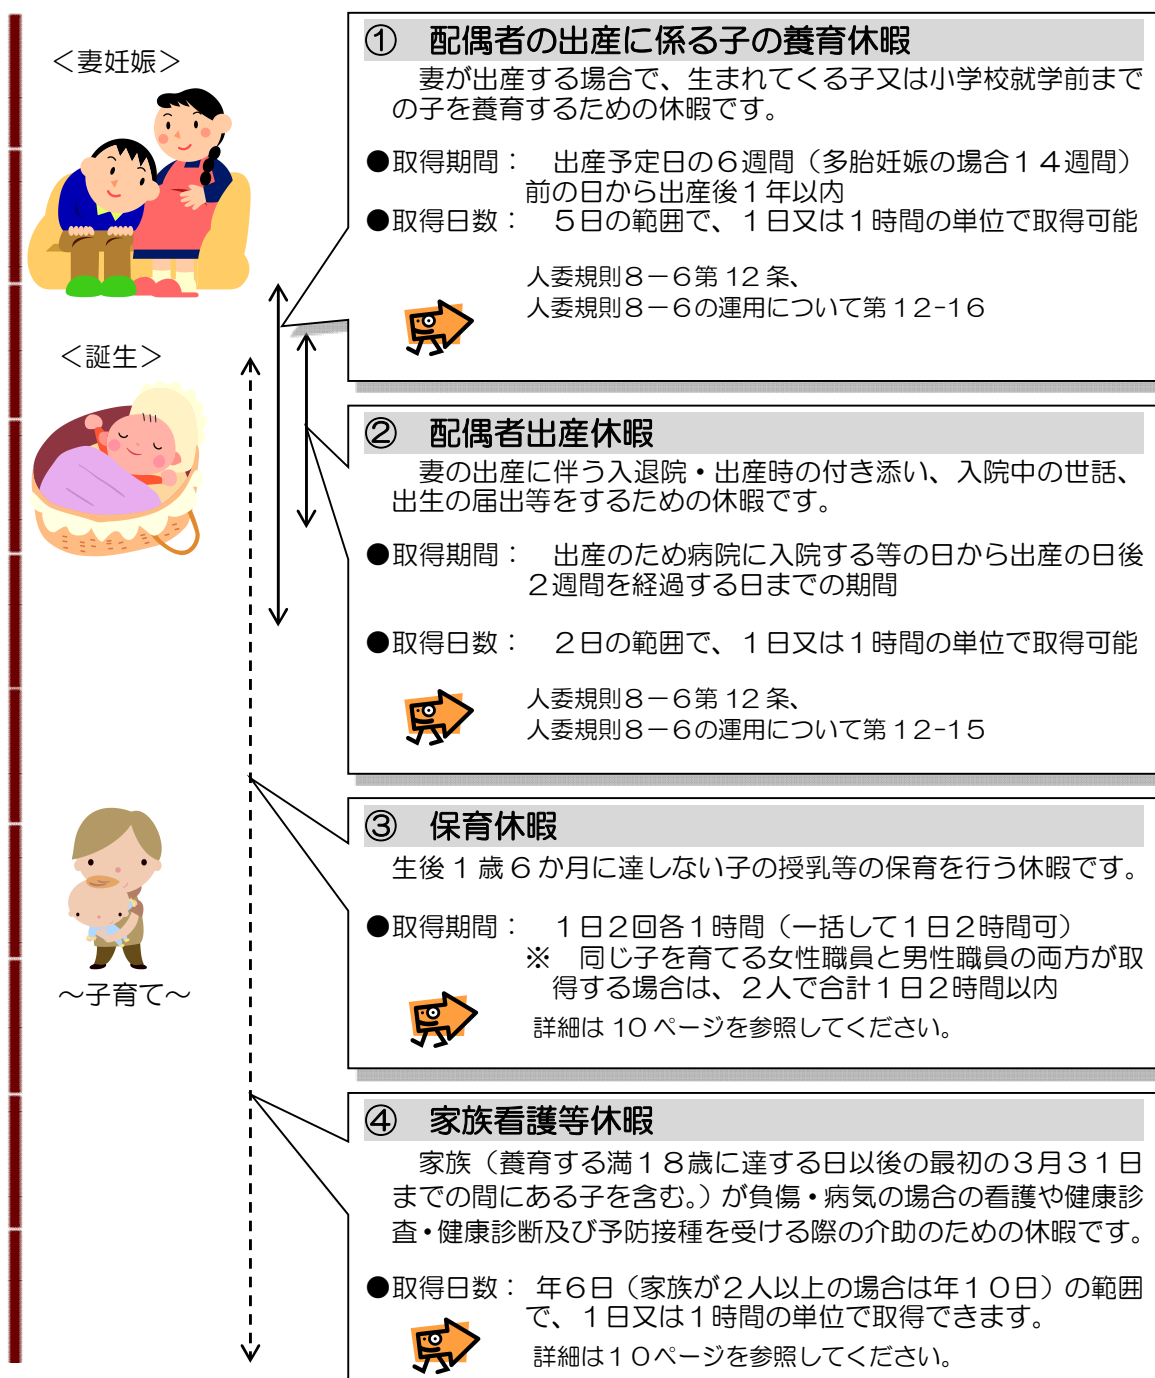 ＜妻妊娠＞
① 配偶者の出産に係る子の養育休暇
妻が出産する場合で、生まれてくる子又は小学校就学前まで
の子を養育するための休暇です。
●取得期間： 出産予定日の６週間（多胎妊娠の場合１４週間）
前の日から出産後１年以内
●取得日数： ５日の範囲で、１日又は１時間の単位で取得可能
人委規則８－６第 12 条、
人委規則８－６の運用について第 12-16
＜誕生＞
② 配偶者出産休暇
妻の出産に伴う入退院・出産時の付き添い、入院中の世話、
出生の届出等をするための休暇です。
●取得期間： 出産のため病院に入院する等の日から出産の日後
２週間を経過する日までの期間
●取得日数： ２日の範囲で、１日又は１時間の単位で取得可能
人委規則８－６第 12 条、
人委規則８－６の運用について第 12-15
③ 保育休暇
生後 1 歳 6 か月に達しない子の授乳等の保育を行う休暇です。
●取得期間： １日２回各１時間（一括して１日２時間可）
※ 同じ子を育てる女性職員と男性職員の両方が取
得する場合は、２人で合計１日２時間以内
詳細は 10 ページを参照してください。
～子育て～
④ 家族看護等休暇
家族（養育する満１８歳に達する日以後の最初の３月３１日
までの間にある子を含む。）が負傷・病気の場合の看護や健康診
査・健康診断及び予防接種を受ける際の介助のための休暇です。
●取得日数： 年６日（家族が２人以上の場合は年１０日）の範囲
で、１日又は１時間の単位で取得できます。
詳細は１０ページを参照してください。